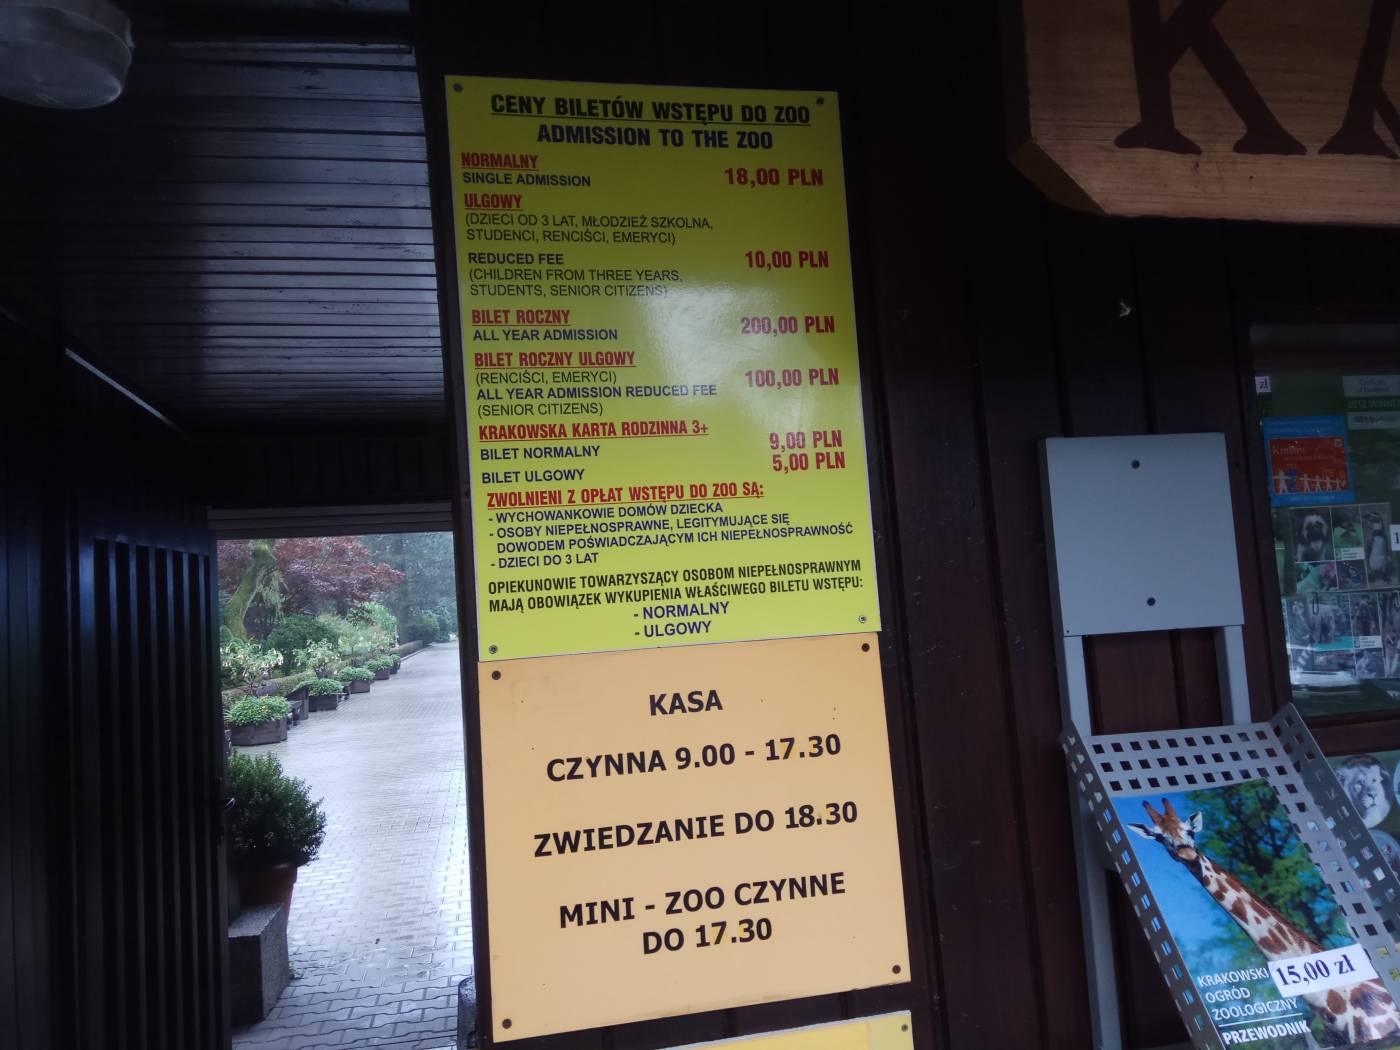 CENY BILETÓW WSTĘPU DO ZOO
ADMISSION TO THE ZOO
NORMALNY
SINGLE ADMISSION 18,00 PLN
ULGOWY
(DZIECI OD 3 LAT, MŁODZIEŻ SZKOLNA,
STUDENCI, RENCIŚCI, EMERYCI)
REDUCED FEE 10,00 PLN
(CHILDREN FROM THREE YEARS,
STUDENTS, SENIOR CITIZENS)
BILET ROCZNY
ALL YEAR ADMISSION 200,00 PLN
BILET ROCZNY ULGOWY
(RENCIŚCI, EMERYCI) 100,00 PLN
ALL YEAR ADMISSION REDUCED FEE
(SENIOR CITIZENS)
KRAKOWSKA KARTA RODZINNA 3+
BILET NORMALNY 9,00 PLN
BILET ULGOWY 5,00 PLN
ZWOLNIENI Z OPŁAT WSTĘPU DO ZOO SĄ:
- WYCHOWANKOWIE DOMÓW DZIECKA
- OSOBY NIEPEŁNOSPRAWNE, LEGITYMUJĄCE SIĘ
DOWODEM POŚWIADCZAJĄCYM ICH NIEPEŁNOSPRAWNOŚĆ
- DZIECI DO 3 LAT
OPIEKUNOWIE TOWARZYSZĄCY OSOBOM NIEPEŁNOSPRAWNYM
MAJĄ OBOWIĄZEK WYKUPIENIA WŁAŚCIWEGO BILETU WSTĘPU:
- NORMALNY
- ULGOWY
KASA
CZYNNA 9.00 - 17.30
ZWIEDZANIE DO 18.30
MINI - ZOO CZYNNE
DO 17.30
zł
KRAKOWSKI
OGRÓD
ZOOLOGICZNY
PRZEWODNIK
15,00 zł